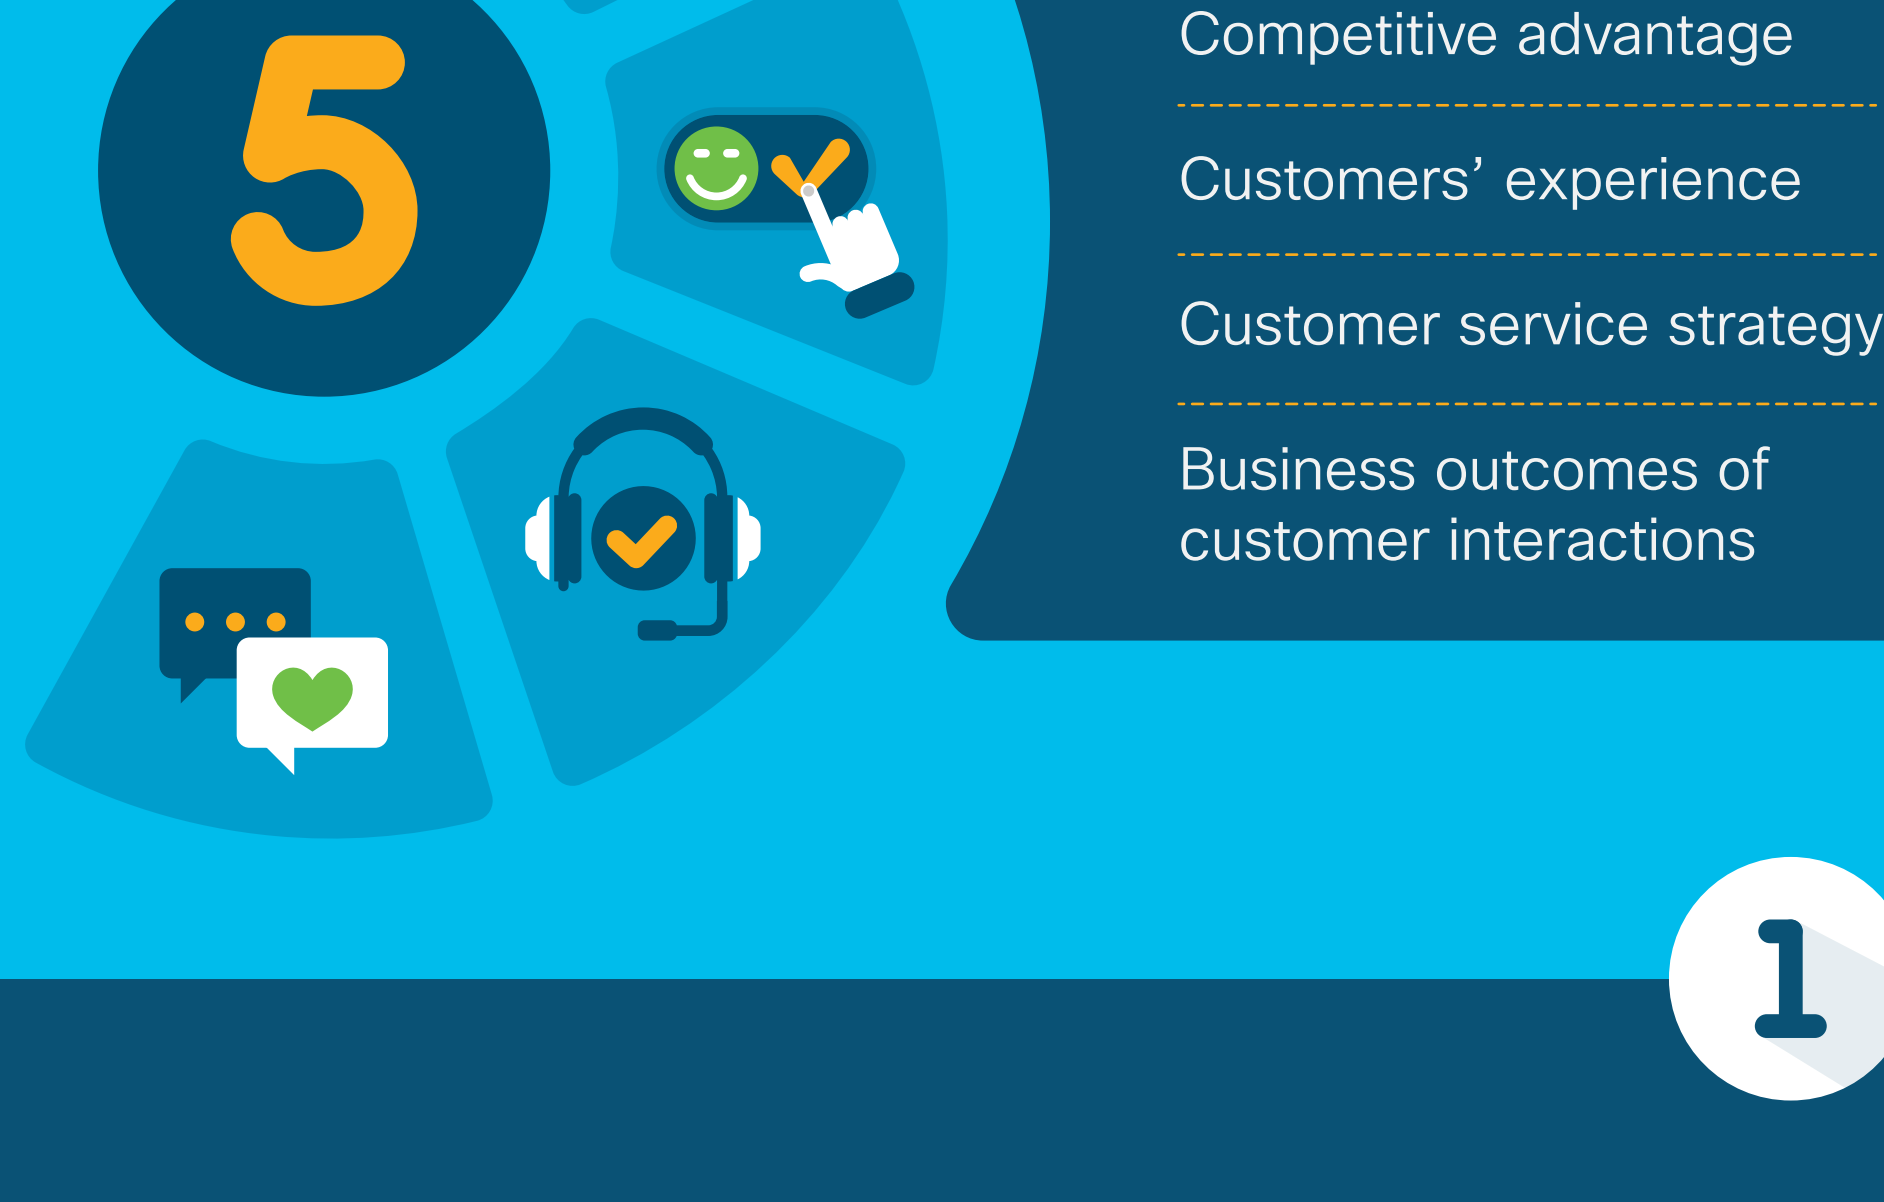 5
Competitive advantage
Customers’ experience
Customer service strategy
Business outcomes of
customer interactions
1